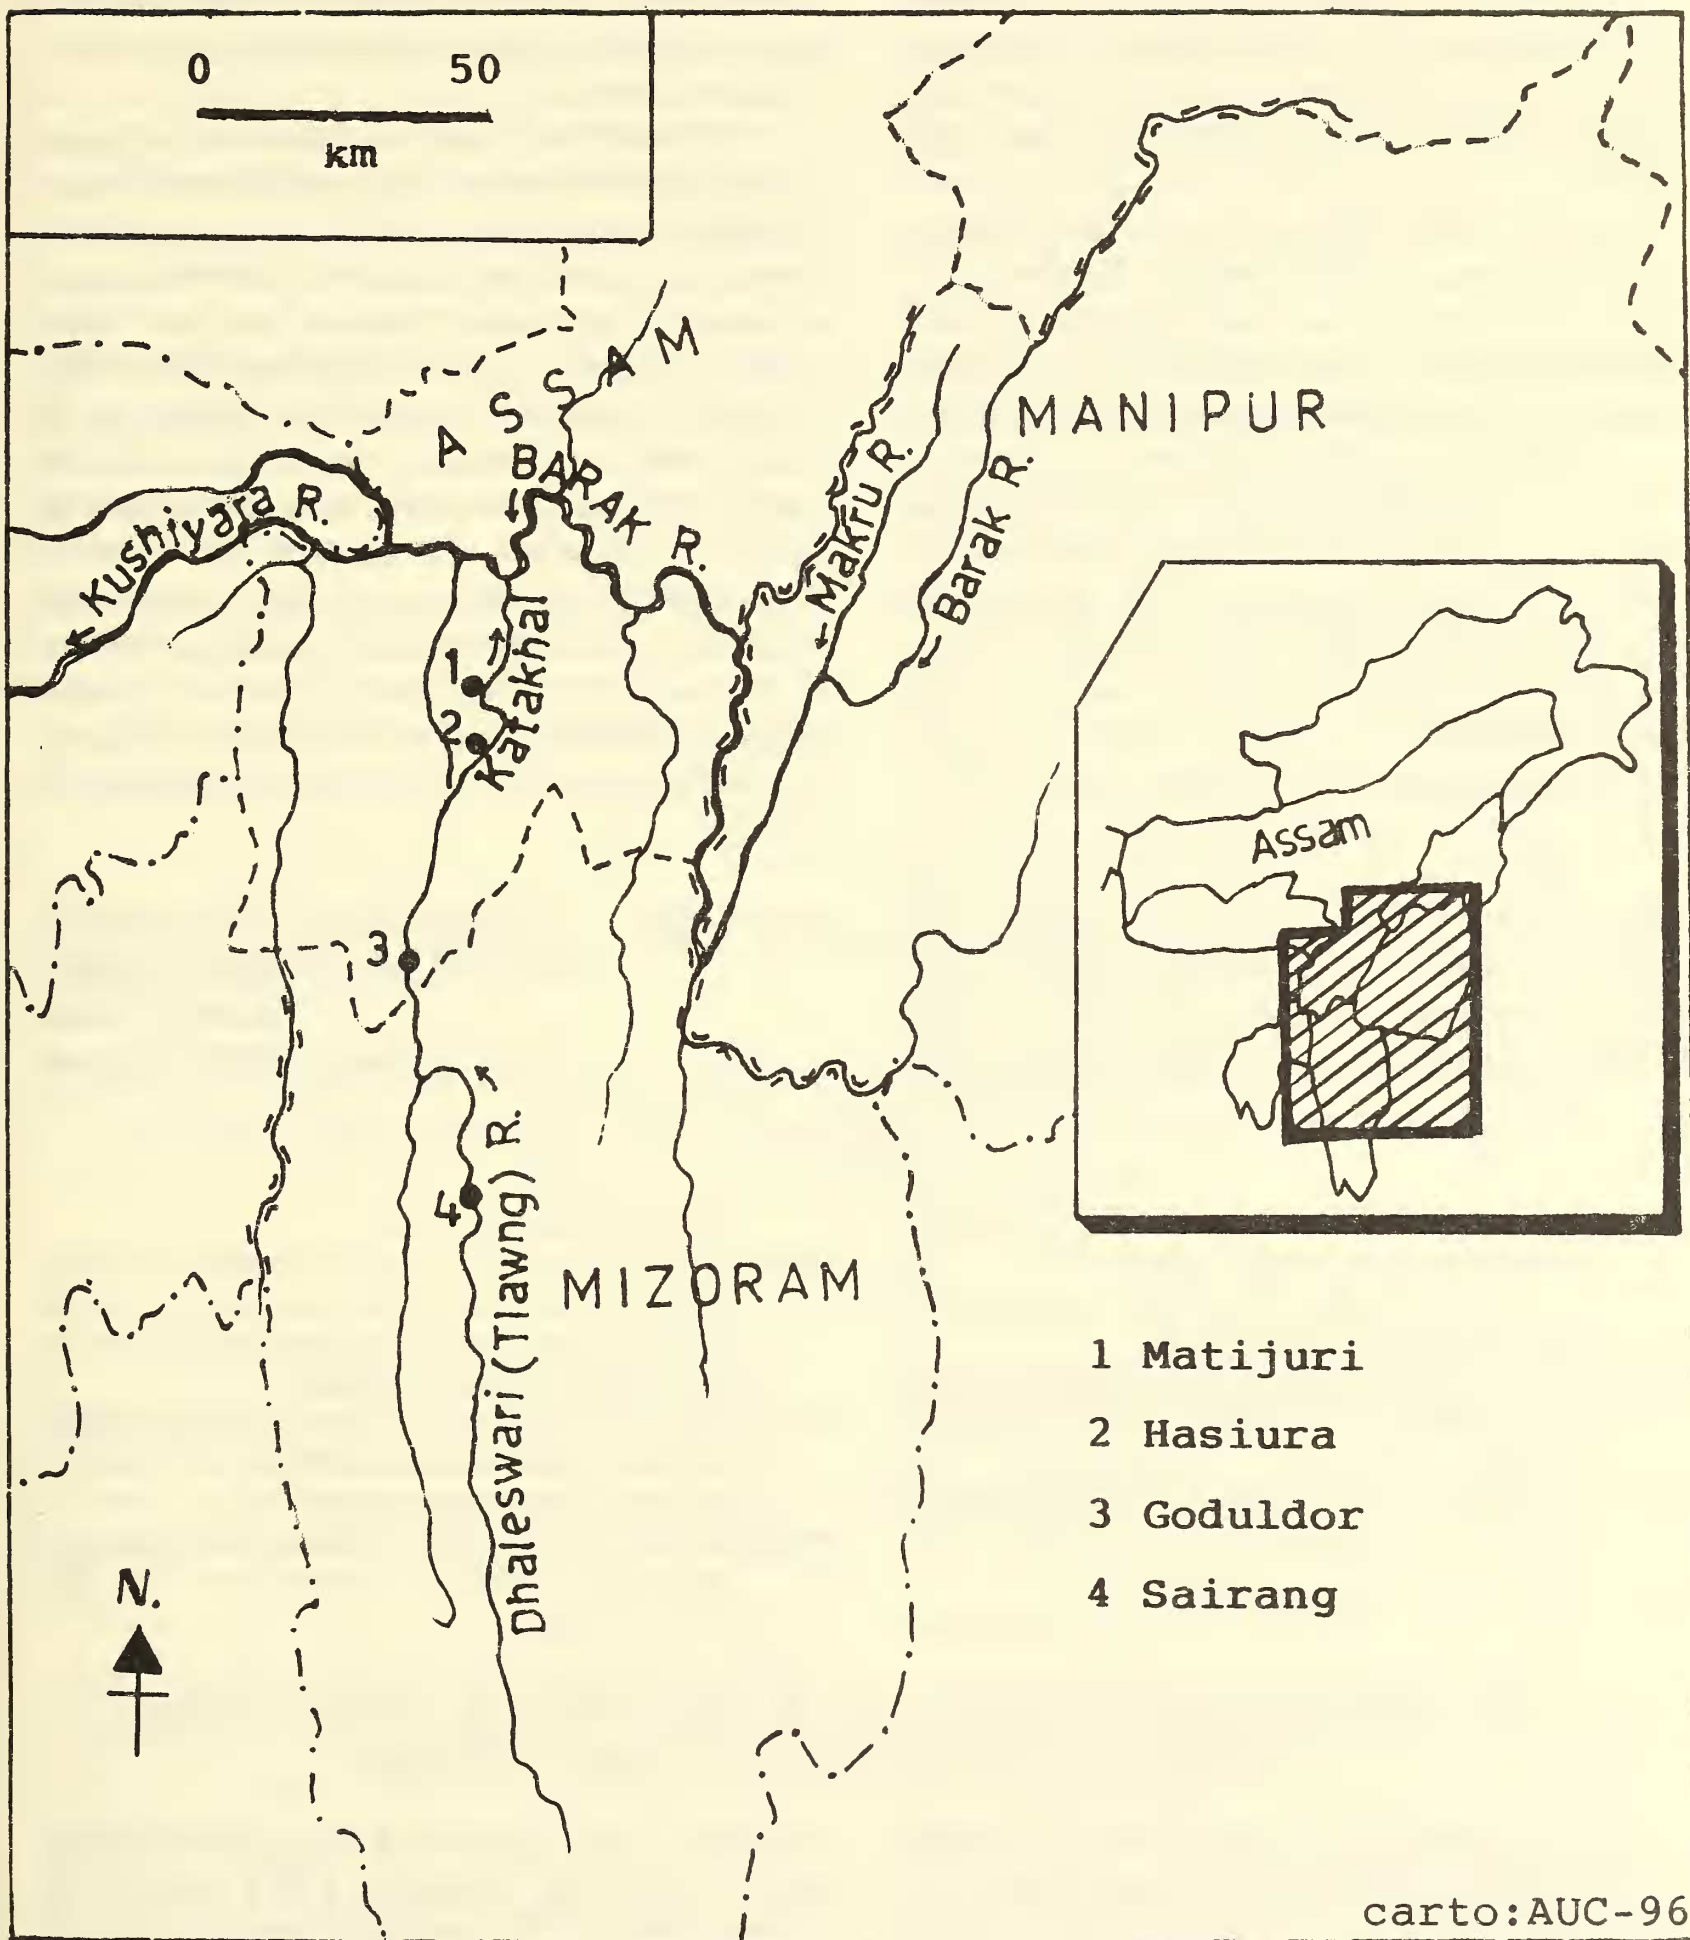 0 50
km
ASSAM
BARAK R.
Kushiyara R.
MANIPUR
Makru R.
Barak R.
1
2
Katakhal
3
4
Dhaleswari (Tlawng) R.
MIZORAM
Assam
1 Matijuri
2 Hasiura
3 Goduldor
4 Sairang
N.
carto:AUC-96